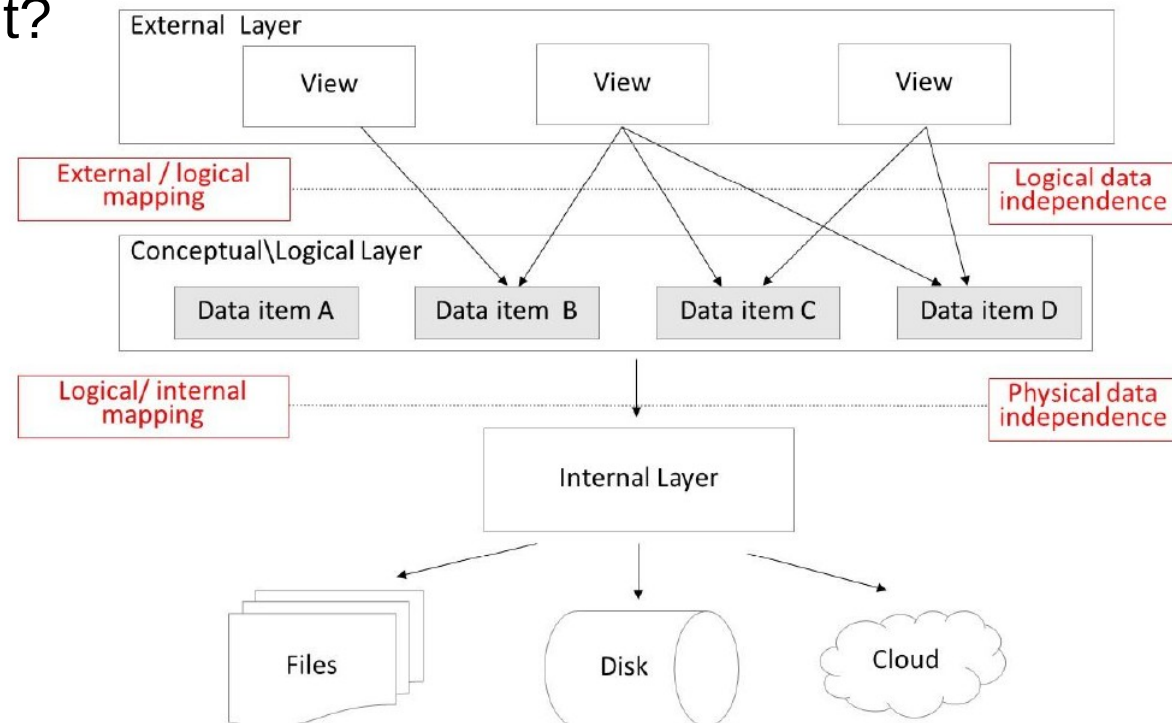 t?
External Layer
View
View
View
External / logical
mapping
Logical data
independence
Conceptual\Logical Layer
Data item A
Data item B
Data item C
Data item D
Logical/ internal
mapping
Physical data
independence
Internal Layer
Files
Disk
Cloud